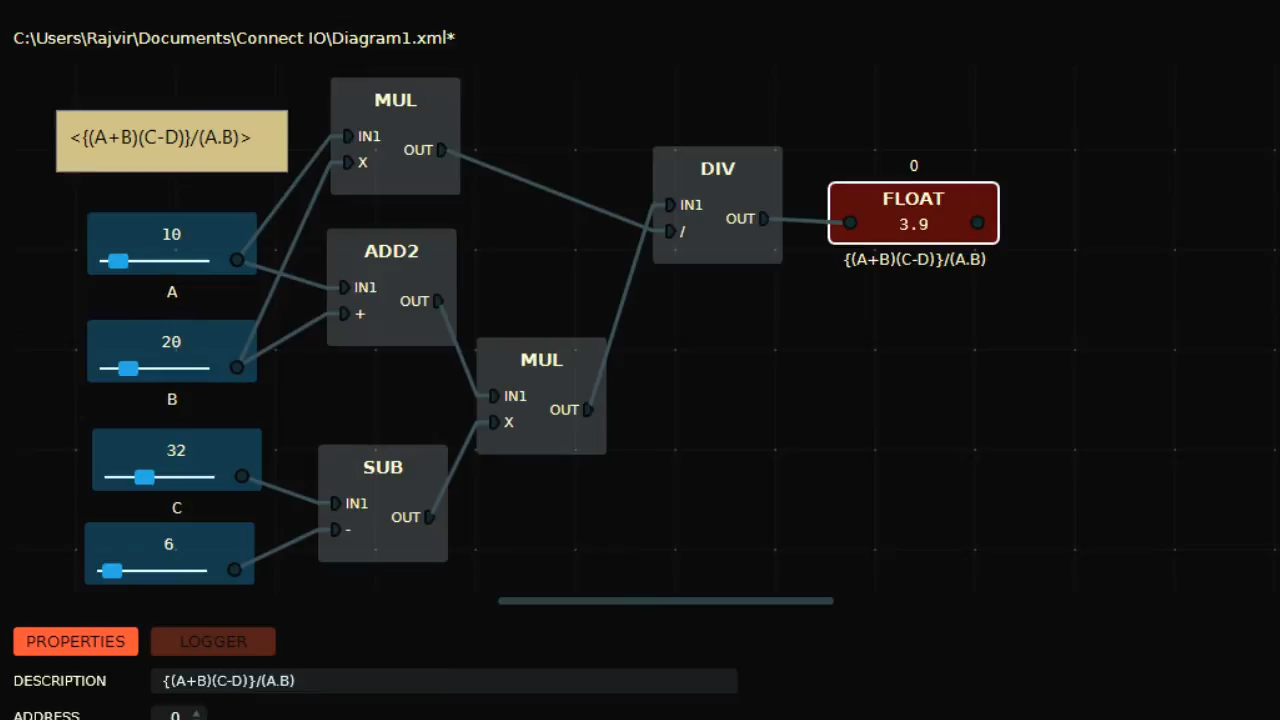 C:\Users\Rajvir\Documents\Connect IO\Diagram1.xml*
<{(A+B)(C-D)}/(A.B)>
MUL
IN1
X
OUT
10
A
20
B
32
C
6
ADD2
IN1
+
OUT
SUB
IN1
-
OUT
MUL
IN1
X
OUT
DIV
IN1
/
OUT
0
FLOAT
3.9
{(A+B)(C-D)}/(A.B)
PROPERTIES LOGGER
DESCRIPTION {(A+B)(C-D)}/(A.B)
ADDRESS 0